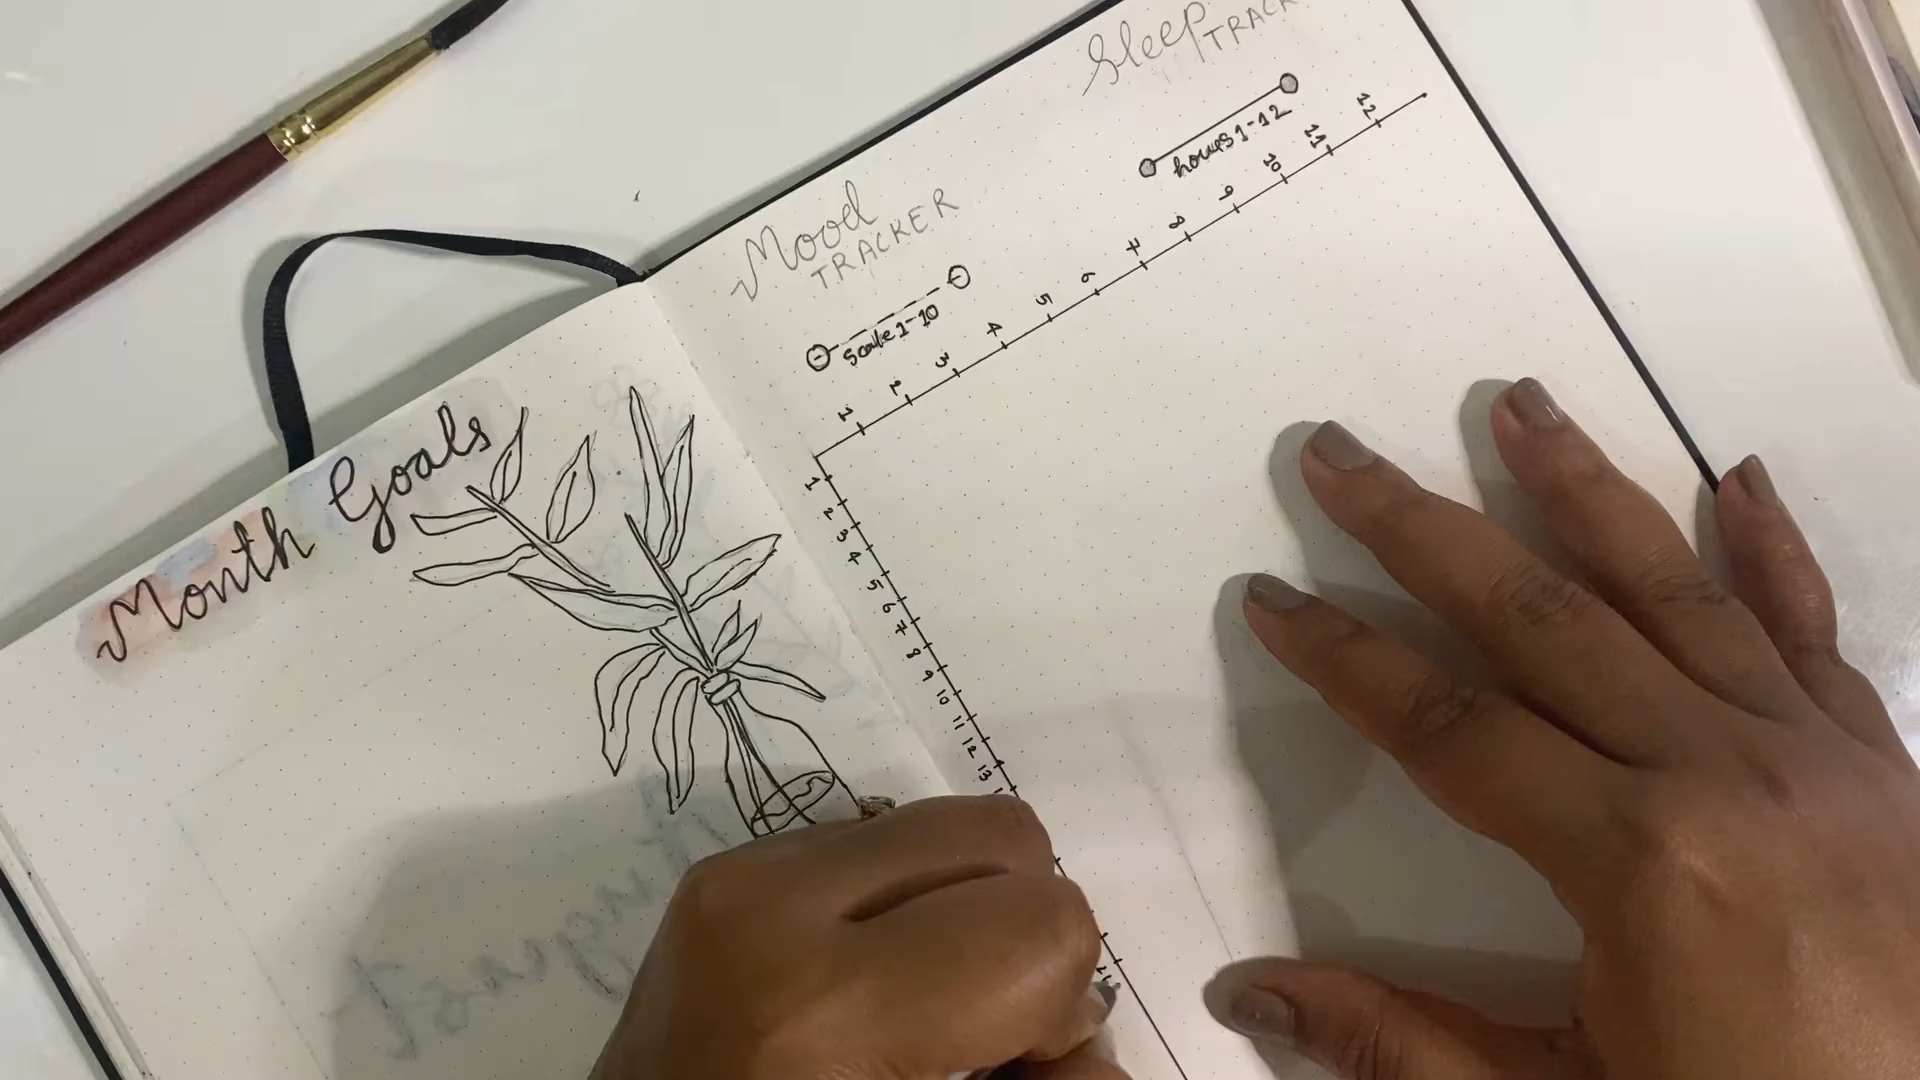 Month Goals
Mood
TRACKER
scale 1-10
Sleep
hours 1-12
1 2 3 4 5 6 7 8 9 10 11 12
1
2
3
4
5
6
7
8
9
10
11
12
13